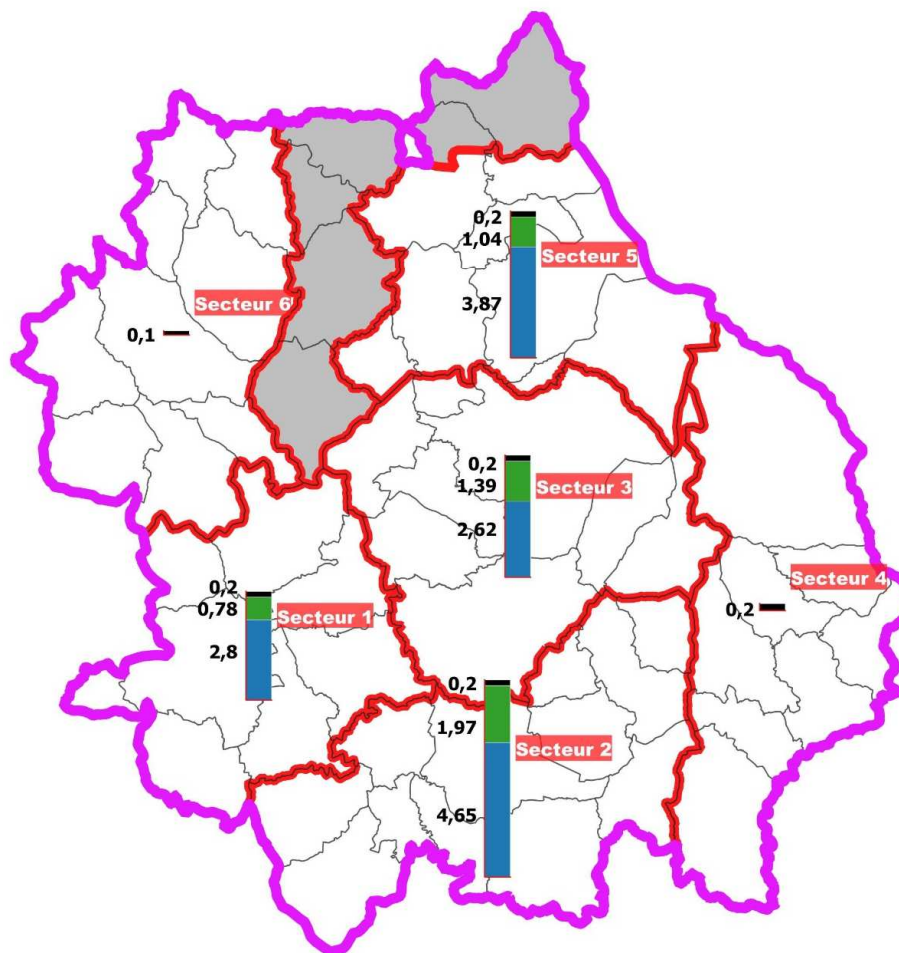 0,2
1,04
Secteur 5
3,87
Secteur 6
0,1
0,2
1,39
Secteur 3
2,62
Secteur 4
0,2
0,2
0,78
Secteur 1
2,8
0,2
1,97
Secteur 2
4,65